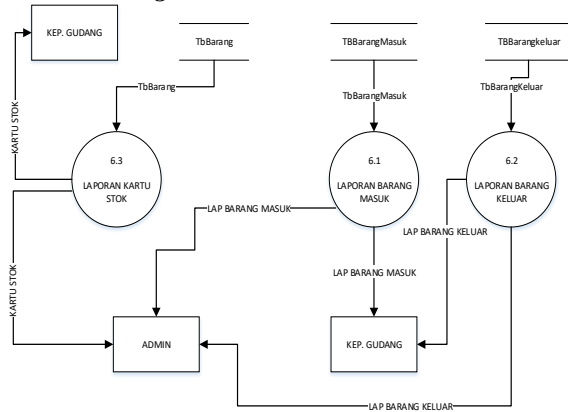 KEP. GUDANG
TbBarang
TBBarangMasuk
TBBarangkeluar
TbBarang
TbBarangMasuk
TbBarangKeluar
KARTU STOK
6.3
LAPORAN KARTU
STOK
6.1
LAPORAN BARANG
MASUK
6.2
LAPORAN BARANG
KELUAR
LAP BARANG MASUK
LAP BARANG KELUAR
LAP BARANG MASUK
KARTU STOK
ADMIN
KEP. GUDANG
LAP BARANG KELUAR